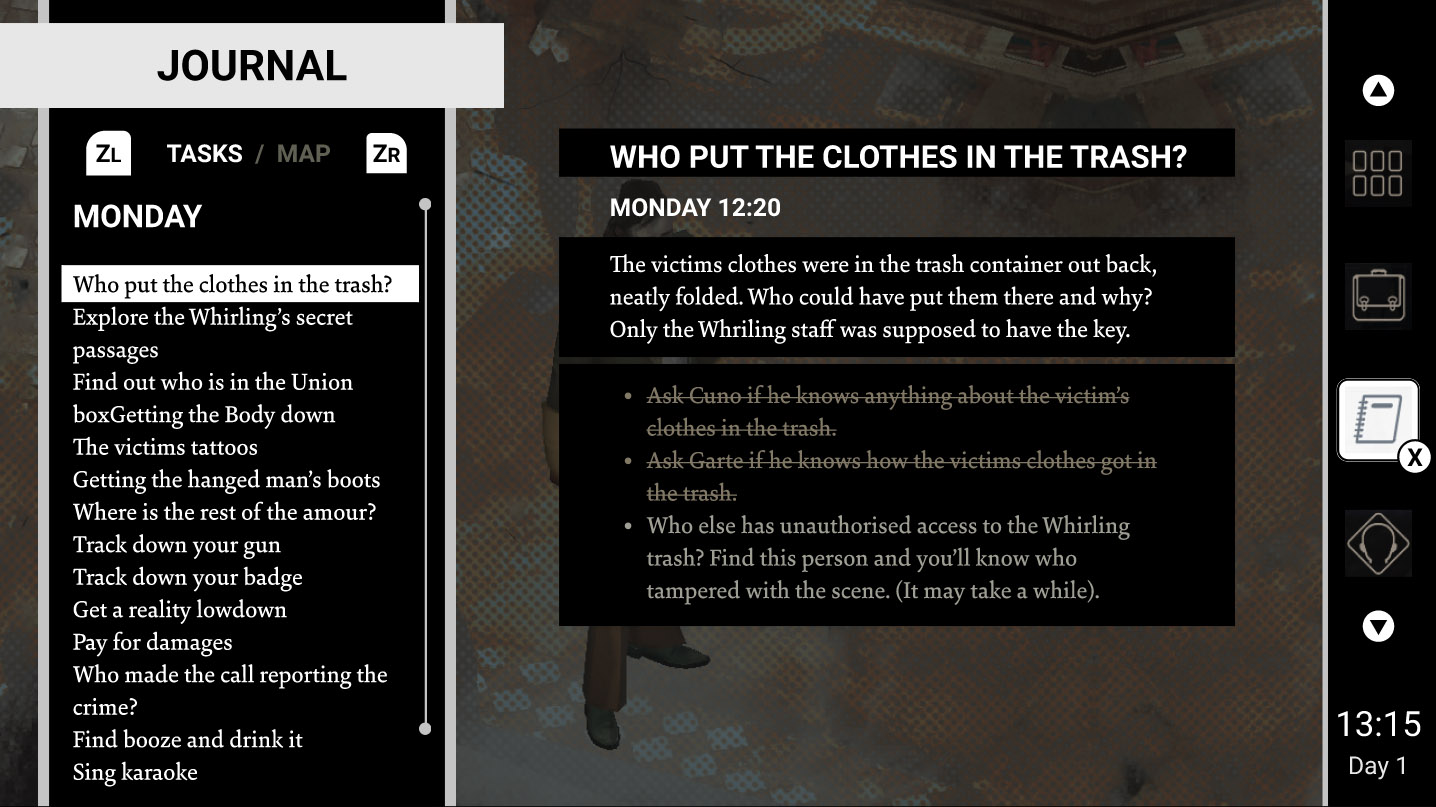 JOURNAL
ZL TASKS / MAP ZR
MONDAY
Who put the clothes in the trash?
Explore the Whirling's secret
passages
Find out who is in the Union
boxGetting the Body down
The victims tattoos
Getting the hanged man's boots
Where is the rest of the amour?
Track down your gun
Track down your badge
Get a reality lowdown
Pay for damages
Who made the call reporting the
crime?
Find booze and drink it
Sing karaoke
WHO PUT THE CLOTHES IN THE TRASH?
MONDAY 12:20
The victims clothes were in the trash container out back,
neatly folded. Who could have put them there and why?
Only the Whriling staff was supposed to have the key.
• Ask Cuno if he knows anything about the victim's
clothes in the trash.
• Ask Garte if he knows how the victims clothes got in
the trash.
• Who else has unauthorised access to the Whirling
trash? Find this person and you'll know who
tampered with the scene. (It may take a while).
X
13:15
Day 1